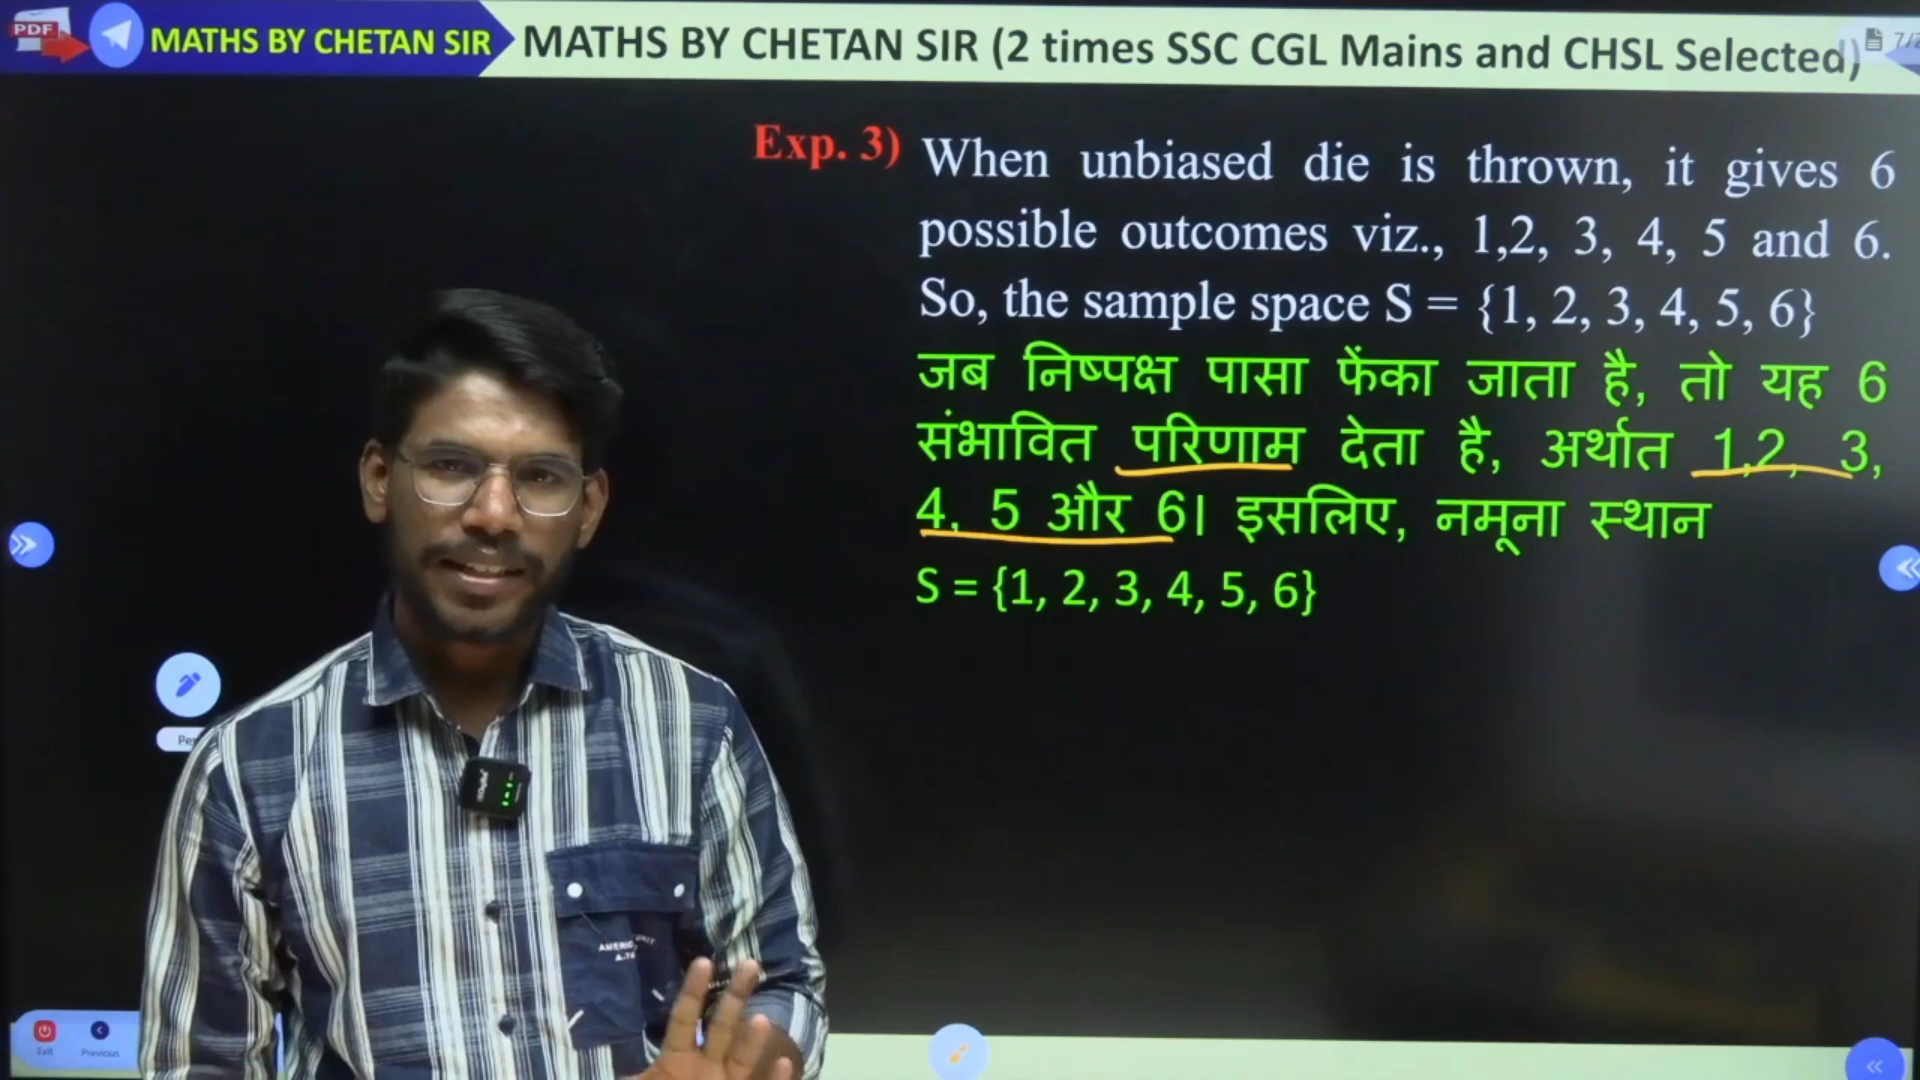 PDF
MATHS BY CHETAN SIR
MATHS BY CHETAN SIR (2 times SSC CGL Mains and CHSL Selected)
Exp. 3) When unbiased die is thrown, it gives 6
possible outcomes viz., 1,2, 3, 4, 5 and 6.
So, the sample space S = {1, 2, 3, 4, 5, 6}
जब निष्पक्ष पासा फेंका जाता है, तो यह 6
संभावित परिणाम देता है, अर्थात 1,2, 3,
4, 5 और 6। इसलिए, नमूना स्थान
S = {1, 2, 3, 4, 5, 6}
Exit
Previous